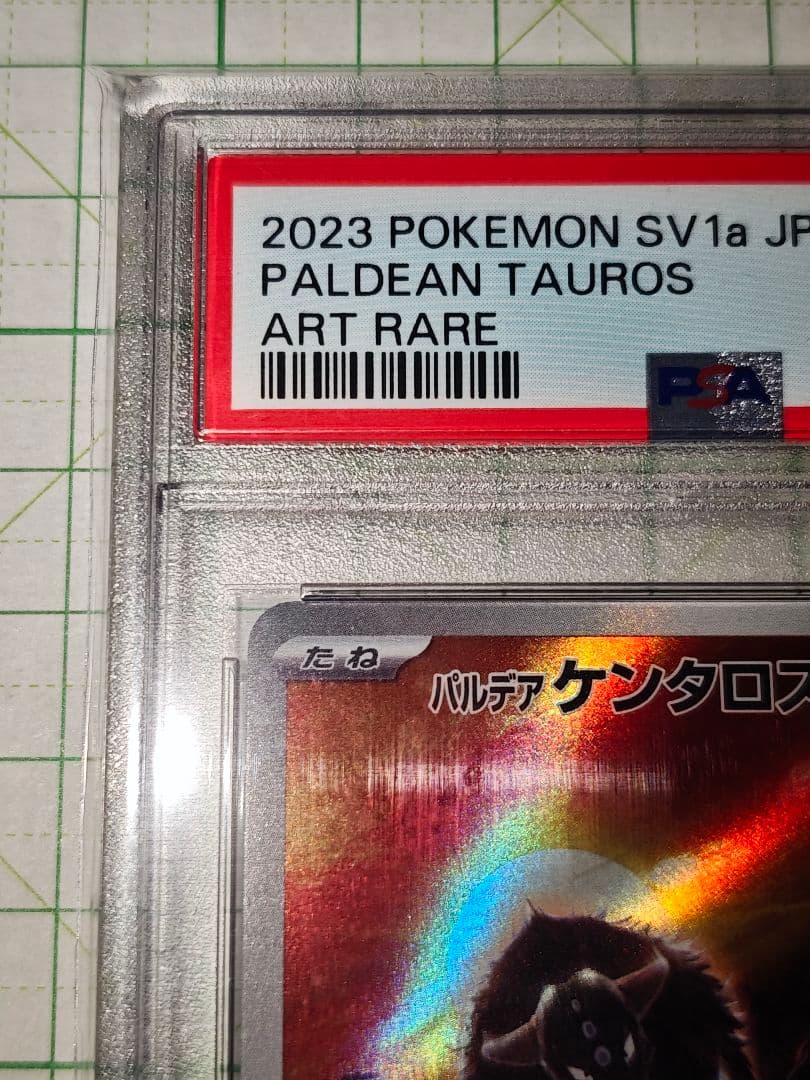 2023 POKEMON SV1a JP
PALDEAN TAUROS
ART RARE
PSA
たね
パルデア ケンタロス